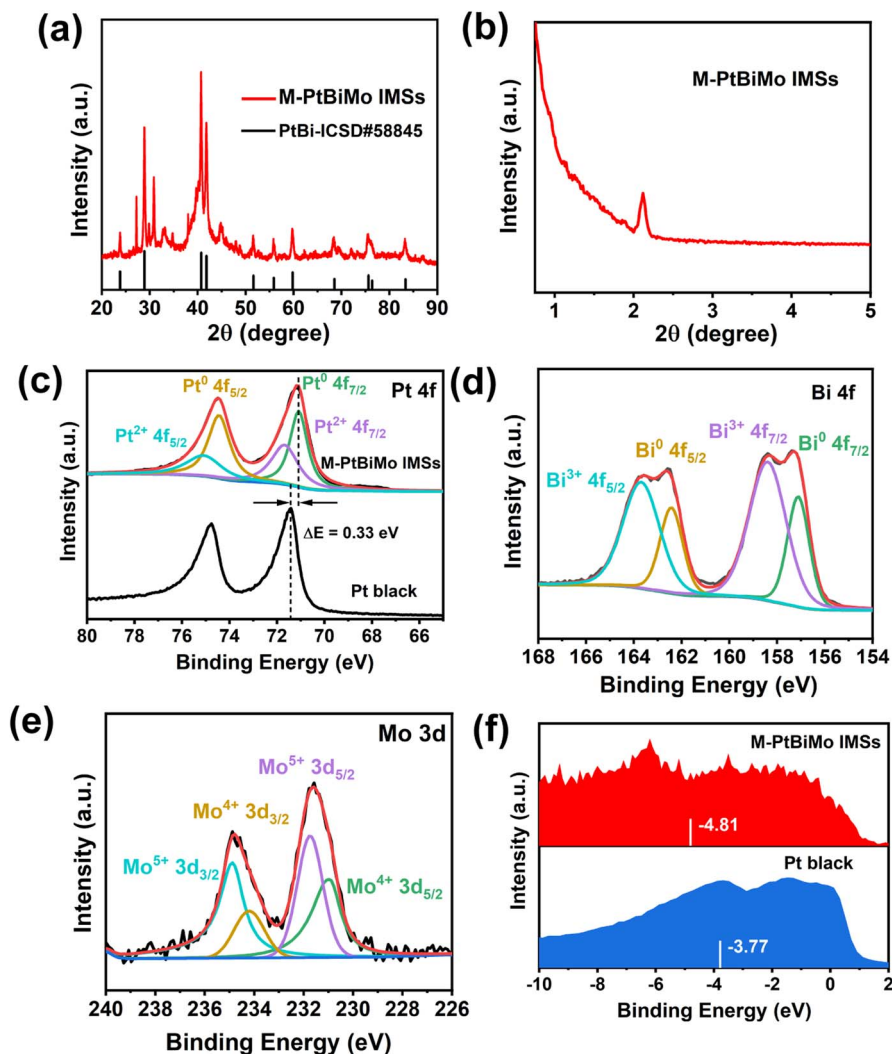 (a)
M-PtBiMo IMSs
PtBi-ICSD#58845
Intensity (a.u.)
20 30 40 50 60 70 80 90
2θ (degree)
(b)
M-PtBiMo IMSs
Intensity (a.u.)
1 2 3 4 5
2θ (degree)
(c)
Pt 4f
Pt⁰ 4f5/2
Pt⁰ 4f7/2
Pt²⁺ 4f5/2
Pt²⁺ 4f7/2
M-PtBiMo IMSs
ΔE = 0.33 eV
Pt black
Intensity (a.u.)
80 77 74 71 68 66
Binding Energy (eV)
(d)
Bi 4f
Bi³⁺ 4f7/2
Bi⁰ 4f5/2
Bi⁰ 4f7/2
Bi³⁺ 4f5/2
Intensity (a.u.)
168 166 164 162 160 158 156 154
Binding Energy (eV)
(e)
Mo 3d
Mo⁵⁺ 3d5/2
Mo⁴⁺ 3d3/2
Mo⁵⁺ 3d3/2
Mo⁴⁺ 3d5/2
Intensity (a.u.)
240 238 236 235 233 231 230 228 226
Binding Energy (eV)
(f)
M-PtBiMo IMSs
-4.81
Pt black
-3.77
Intensity (a.u.)
-10 -8 -6 -4 -2 0 2
Binding Energy (eV)